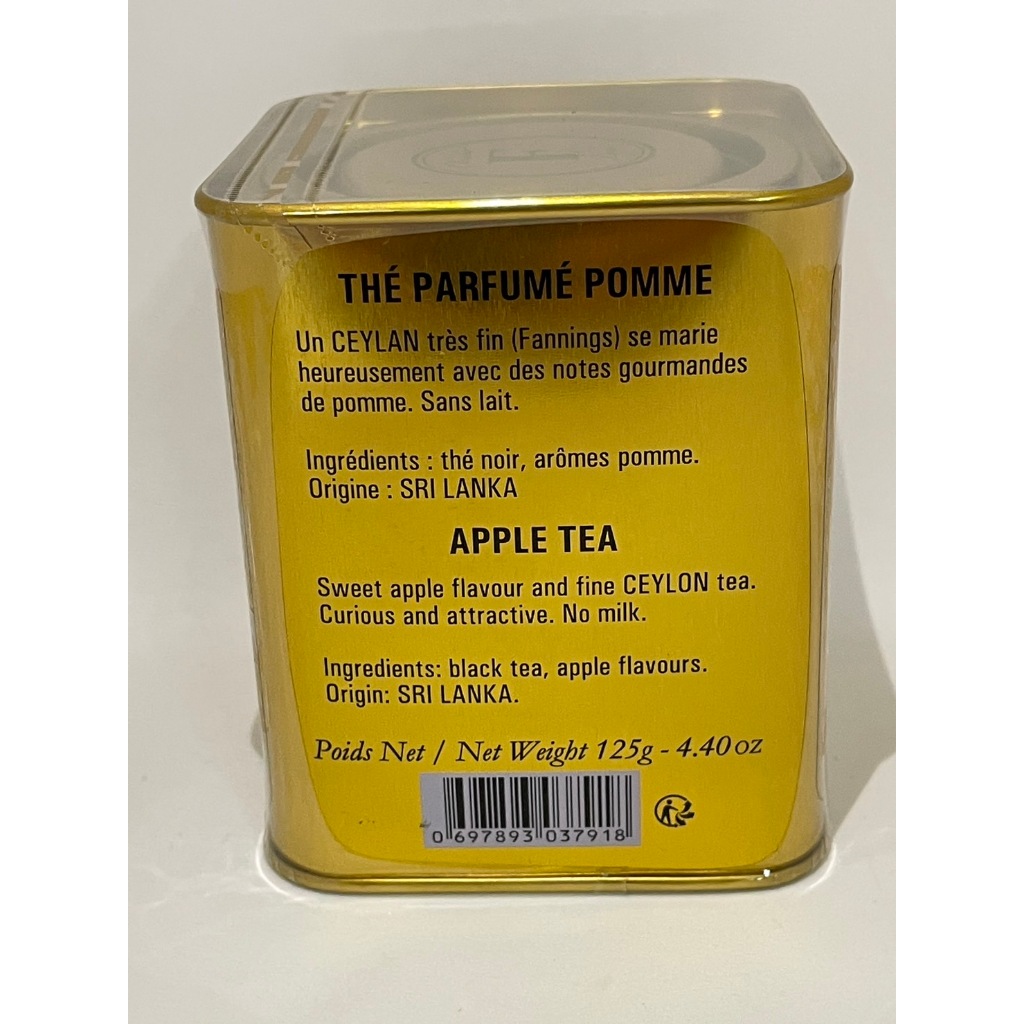 THÉ PARFUMÉ POMME
Un CEYLAN très fin (Fannings) se marie
heureusement avec des notes gourmandes
de pomme. Sans lait.
Ingrédients : thé noir, arômes pomme.
Origine : SRI LANKA
APPLE TEA
Sweet apple flavour and fine CEYLON tea.
Curious and attractive. No milk.
Ingredients: black tea, apple flavours.
Origin: SRI LANKA.
Poids Net / Net Weight 125g - 4.40 oz
0 697893 037918